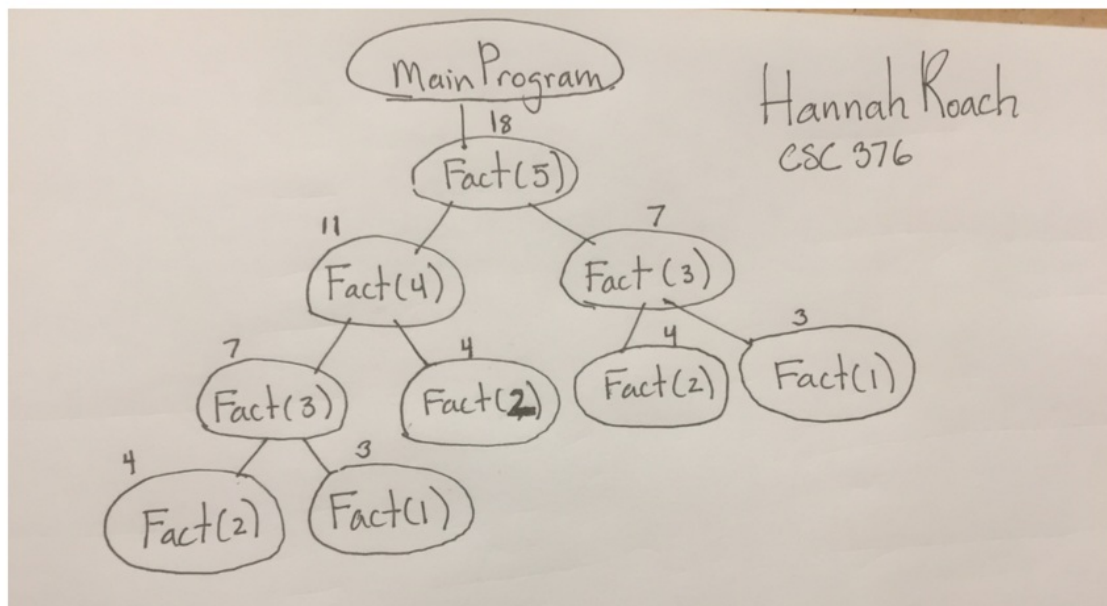 Main Program
Hannah Roach
CSC 376
18
Fact(5)
11
7
Fact(4)
Fact(3)
7
4
4
3
Fact(3)
Fact(2)
Fact(2)
Fact(1)
4
3
Fact(2)
Fact(1)